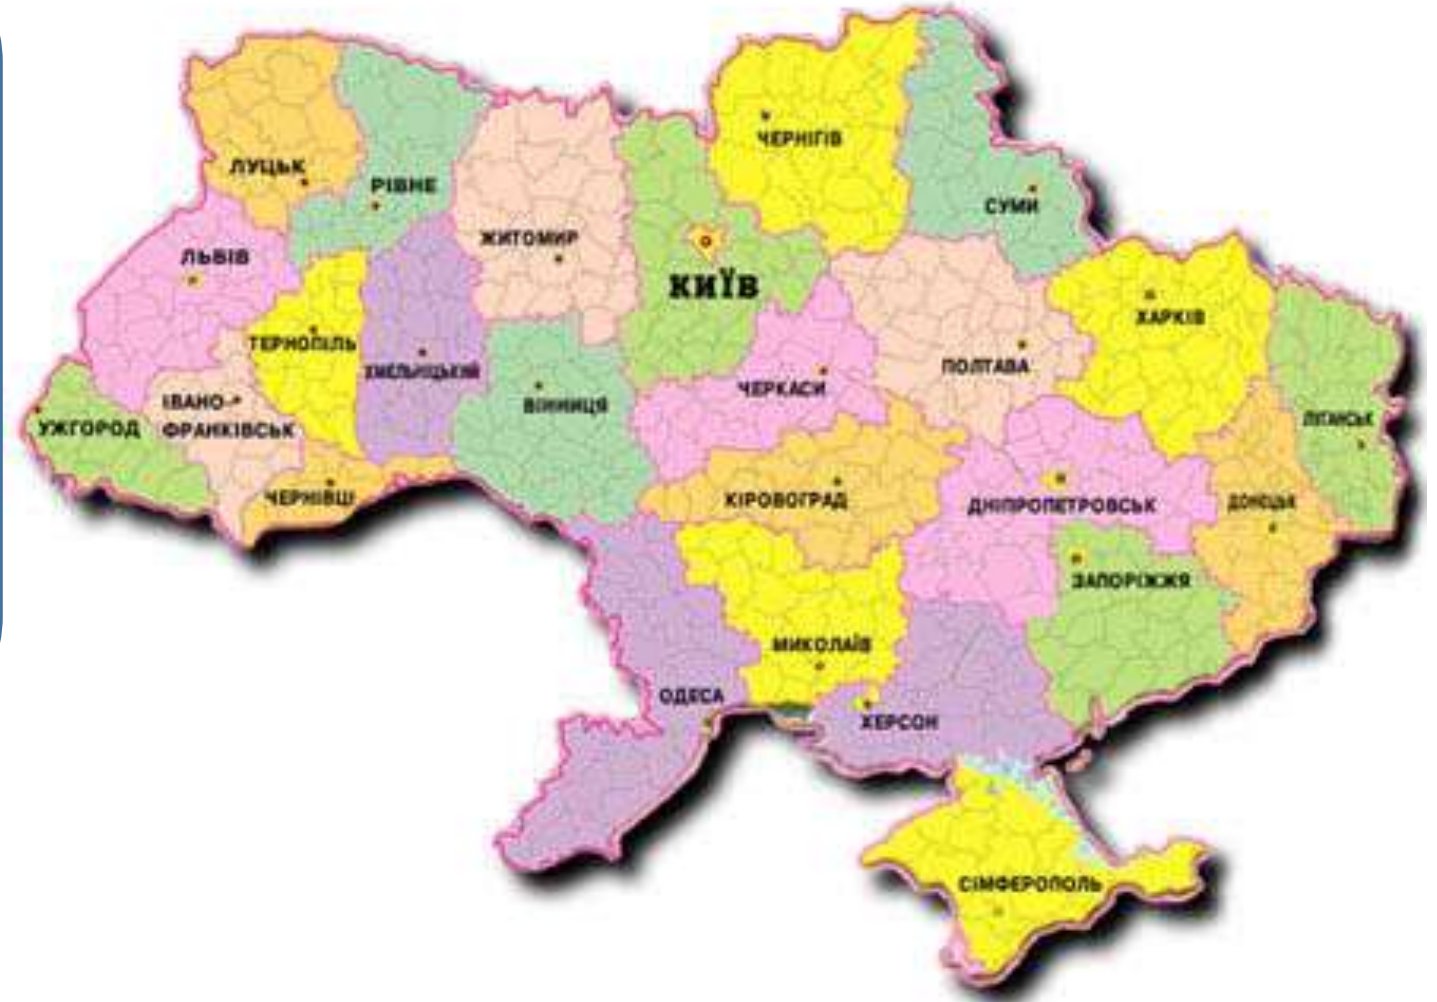 ЧЕРНІГІВ
ЛУЦЬК
РІВНЕ
СУМИ
ЖИТОМИР
ЛЬВІВ
КИЇВ
ХАРКІВ
ТЕРНОПІЛЬ
ХМЕЛЬНИЦЬКИЙ
ПОЛТАВА
ЧЕРКАСИ
ІВАНО-
ФРАНКІВСЬК
ВІННИЦЯ
УЖГОРОД
ЛУГАНСЬК
ЧЕРНІВЦІ
КІРОВОГРАД
ДНІПРОПЕТРОВСЬК
ДОНЕЦЬК
ЗАПОРІЖЖЯ
МИКОЛАЇВ
ОДЕСА
ХЕРСОН
СІМФЕРОПОЛЬ